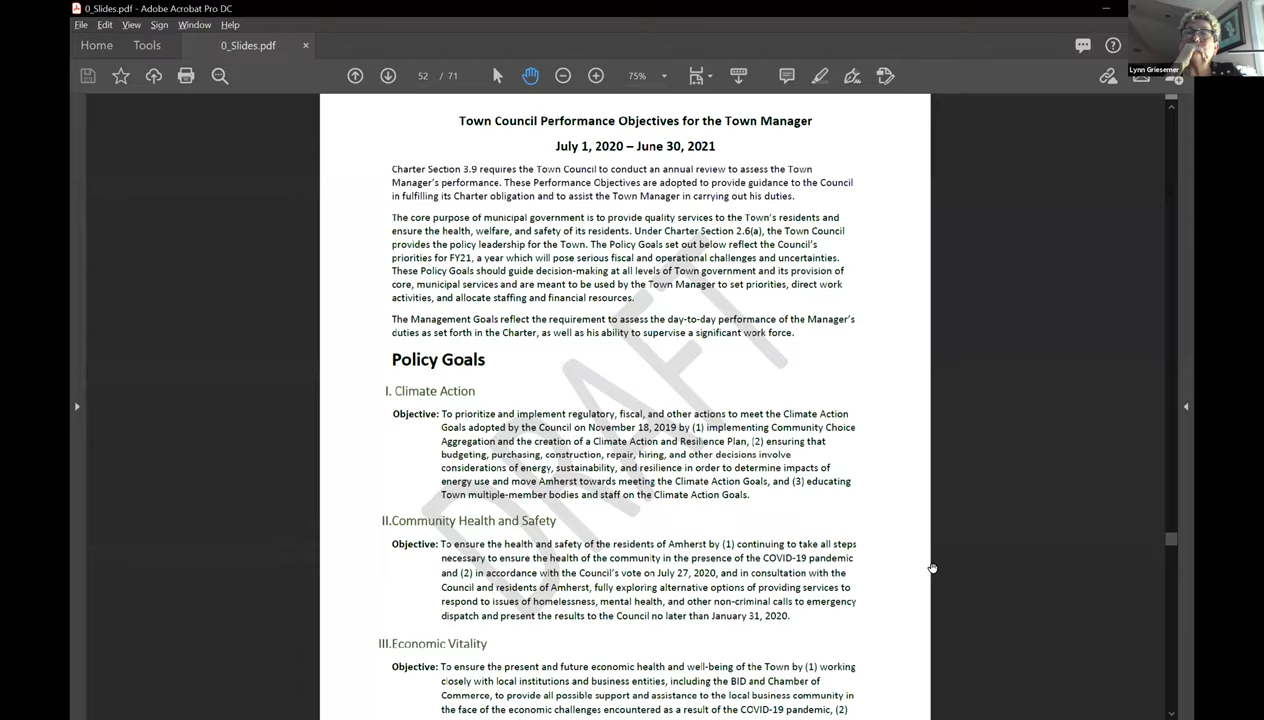 0_Slides.pdf - Adobe Acrobat Pro DC
File Edit View Sign Window Help
Home Tools 0_Slides.pdf ×
52 / 71 75%
Lynn Griesemer
Town Council Performance Objectives for the Town Manager
July 1, 2020 – June 30, 2021
Charter Section 3.9 requires the Town Council to conduct an annual review to assess the Town
Manager's performance. These Performance Objectives are adopted to provide guidance to the Council
in fulfilling its Charter obligation and to assist the Town Manager in carrying out his duties.
The core purpose of municipal government is to provide quality services to the Town's residents and
ensure the health, welfare, and safety of its residents. Under Charter Section 2.6(a), the Town Council
provides the policy leadership for the Town. The Policy Goals set out below reflect the Council's
priorities for FY21, a year which will pose serious fiscal and operational challenges and uncertainties.
These Policy Goals should guide decision-making at all levels of Town government and its provision of
core, municipal services and are meant to be used by the Town Manager to set priorities, direct work
activities, and allocate staffing and financial resources.
The Management Goals reflect the requirement to assess the day-to-day performance of the Manager's
duties as set forth in the Charter, as well as his ability to supervise a significant work force.
Policy Goals
I. Climate Action
Objective: To prioritize and implement regulatory, fiscal, and other actions to meet the Climate Action
Goals adopted by the Council on November 18, 2019 by (1) implementing Community Choice
Aggregation and the creation of a Climate Action and Resilience Plan, (2) ensuring that
budgeting, purchasing, construction, repair, hiring, and other decisions involve
considerations of energy, sustainability, and resilience in order to determine impacts of
energy use and move Amherst towards meeting the Climate Action Goals, and (3) educating
Town multiple-member bodies and staff on the Climate Action Goals.
II.Community Health and Safety
Objective: To ensure the health and safety of the residents of Amherst by (1) continuing to take all steps
necessary to ensure the health of the community in the presence of the COVID-19 pandemic
and (2) in accordance with the Council's vote on July 27, 2020, and in consultation with the
Council and residents of Amherst, fully exploring alternative options of providing services to
respond to issues of homelessness, mental health, and other non-criminal calls to emergency
dispatch and present the results to the Council no later than January 31, 2020.
III.Economic Vitality
Objective: To ensure the present and future economic health and well-being of the Town by (1) working
closely with local institutions and business entities, including the BID and Chamber of
Commerce, to provide all possible support and assistance to the local business community in
the face of the economic challenges encountered as a result of the COVID-19 pandemic, (2)
DRAFT